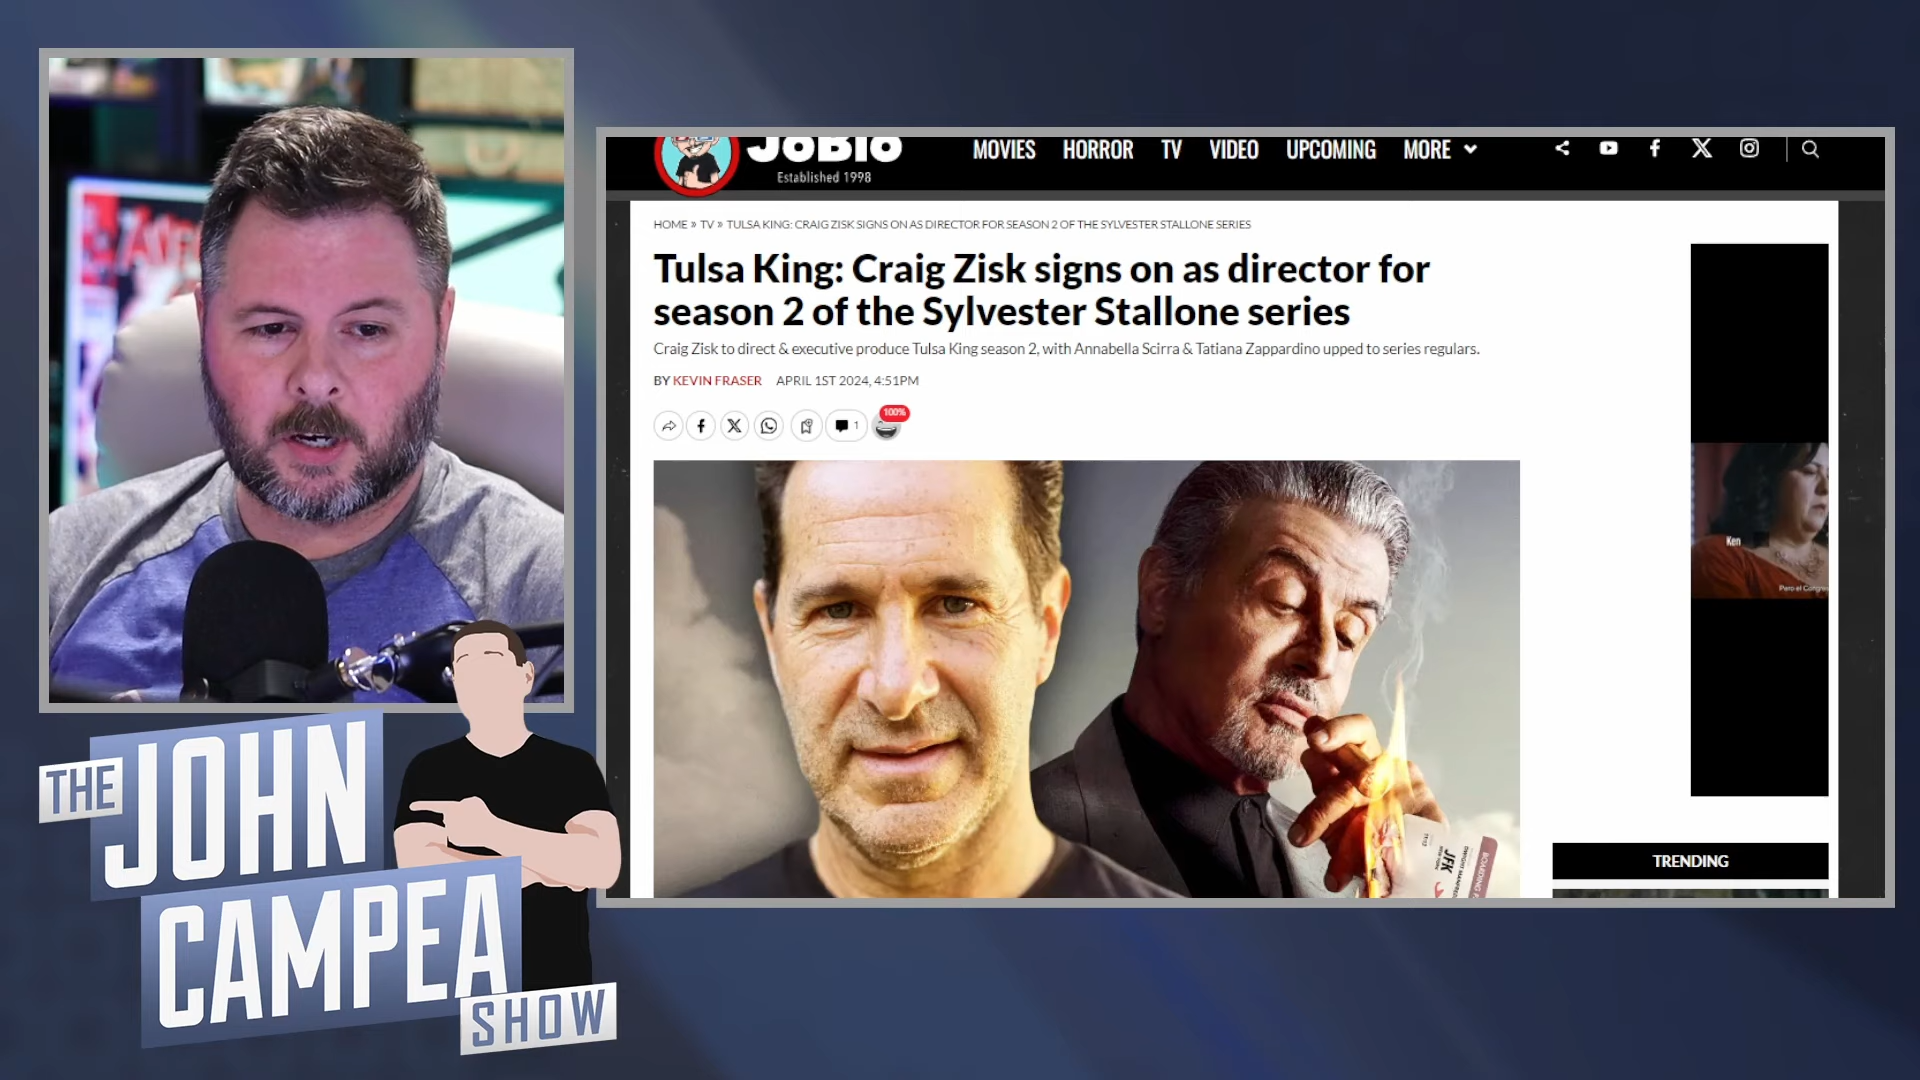 JoBlo
Established 1998
MOVIES HORROR TV VIDEO UPCOMING MORE
HOME » TV » TULSA KING: CRAIG ZISK SIGNS ON AS DIRECTOR FOR SEASON 2 OF THE SYLVESTER STALLONE SERIES
Tulsa King: Craig Zisk signs on as director for
season 2 of the Sylvester Stallone series
Craig Zisk to direct & executive produce Tulsa King season 2, with Annabella Scirra & Tatiana Zappardino upped to series regulars.
BY KEVIN FRASER APRIL 1ST 2024, 4:51PM
1
100%
Ken
Pero el
JFK
TRENDING
THE
JOHN
CAMPEA
SHOW